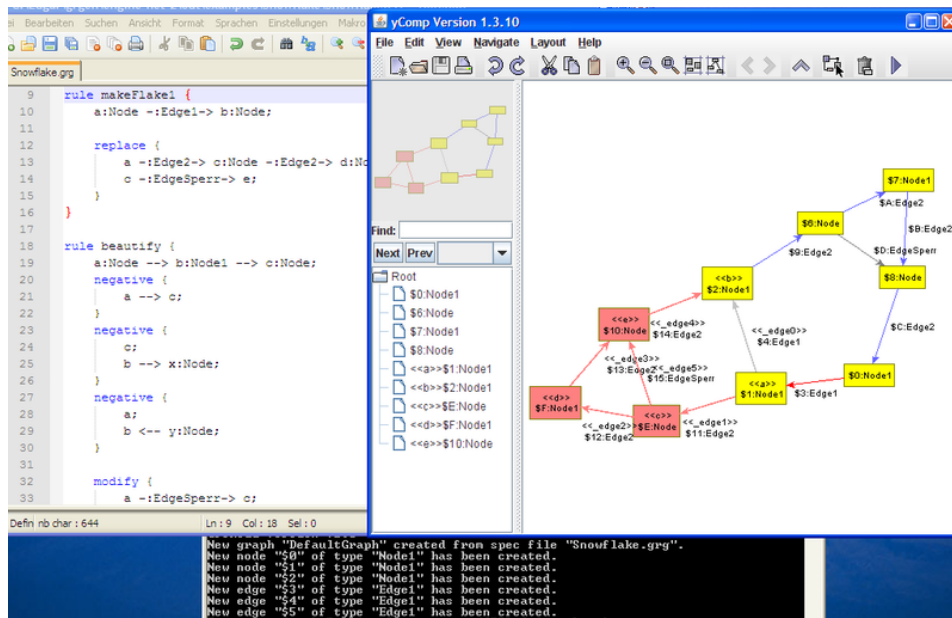 Bearbeiten Suchen Ansicht Format Sprachen Einstellungen Makro
Snowflake.grg
9 rule makeFlake1 {
10 a:Node -:Edge1-> b:Node;
11
12 replace {
13 a -:Edge2-> c:Node -:Edge2-> d:No
14 c -:EdgeSperr-> e;
15 }
16 }
17
18 rule beautify {
19 a:Node --> b:Node1 --> c:Node;
20 negative {
21 a --> c;
22 }
23 negative {
24 c;
25 b --> x:Node;
26 }
27 negative {
28 a;
29 b <-- y:Node;
30 }
31
32 modify {
33 a -:EdgeSperr-> c;
Defin nb char : 644 Ln : 9 Col : 18 Sel : 0
yComp Version 1.3.10
File Edit View Navigate Layout Help
Find:
Next Prev
Root
$0:Node1
$6:Node
$7:Node1
$8:Node
<<a>>$1:Node1
<<b>>$2:Node1
<<c>>$E:Node
<<d>>$F:Node1
<<e>>$10:Node
$7:Node1
$A:Edge2
$6:Node
$B:Edge2
$D:EdgeSperr
$9:Edge2
$8:Node
<<b>>
$2:Node1
<<e>>
$10:Node
<<_edge4>>
$14:Edge2
<<_edge0>>
$4:Edge1
$C:Edge2
<<_edge3>>
$13:Edge2
<<_edge5>>
$15:EdgeSperr
<<a>>
$1:Node1
$0:Node1
$3:Edge1
<<d>>
$F:Node1
<<c>>
$E:Node
<<_edge2>>
$12:Edge2
<<_edge1>>
$11:Edge2
New graph "DefaultGraph" created from spec file "Snowflake.grg".
New node "$0" of type "Node1" has been created.
New node "$1" of type "Node1" has been created.
New node "$2" of type "Node1" has been created.
New edge "$3" of type "Edge1" has been created.
New edge "$4" of type "Edge1" has been created.
New edge "$5" of type "Edge1" has been created.